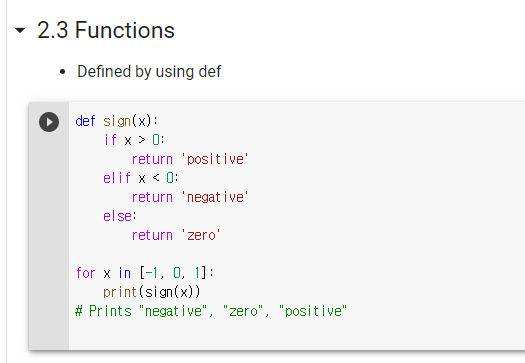 2.3 Functions
• Defined by using def
def sign(x):
    if x > 0:
        return 'positive'
    elif x < 0:
        return 'negative'
    else:
        return 'zero'
for x in [-1, 0, 1]:
    print(sign(x))
# Prints "negative", "zero", "positive"